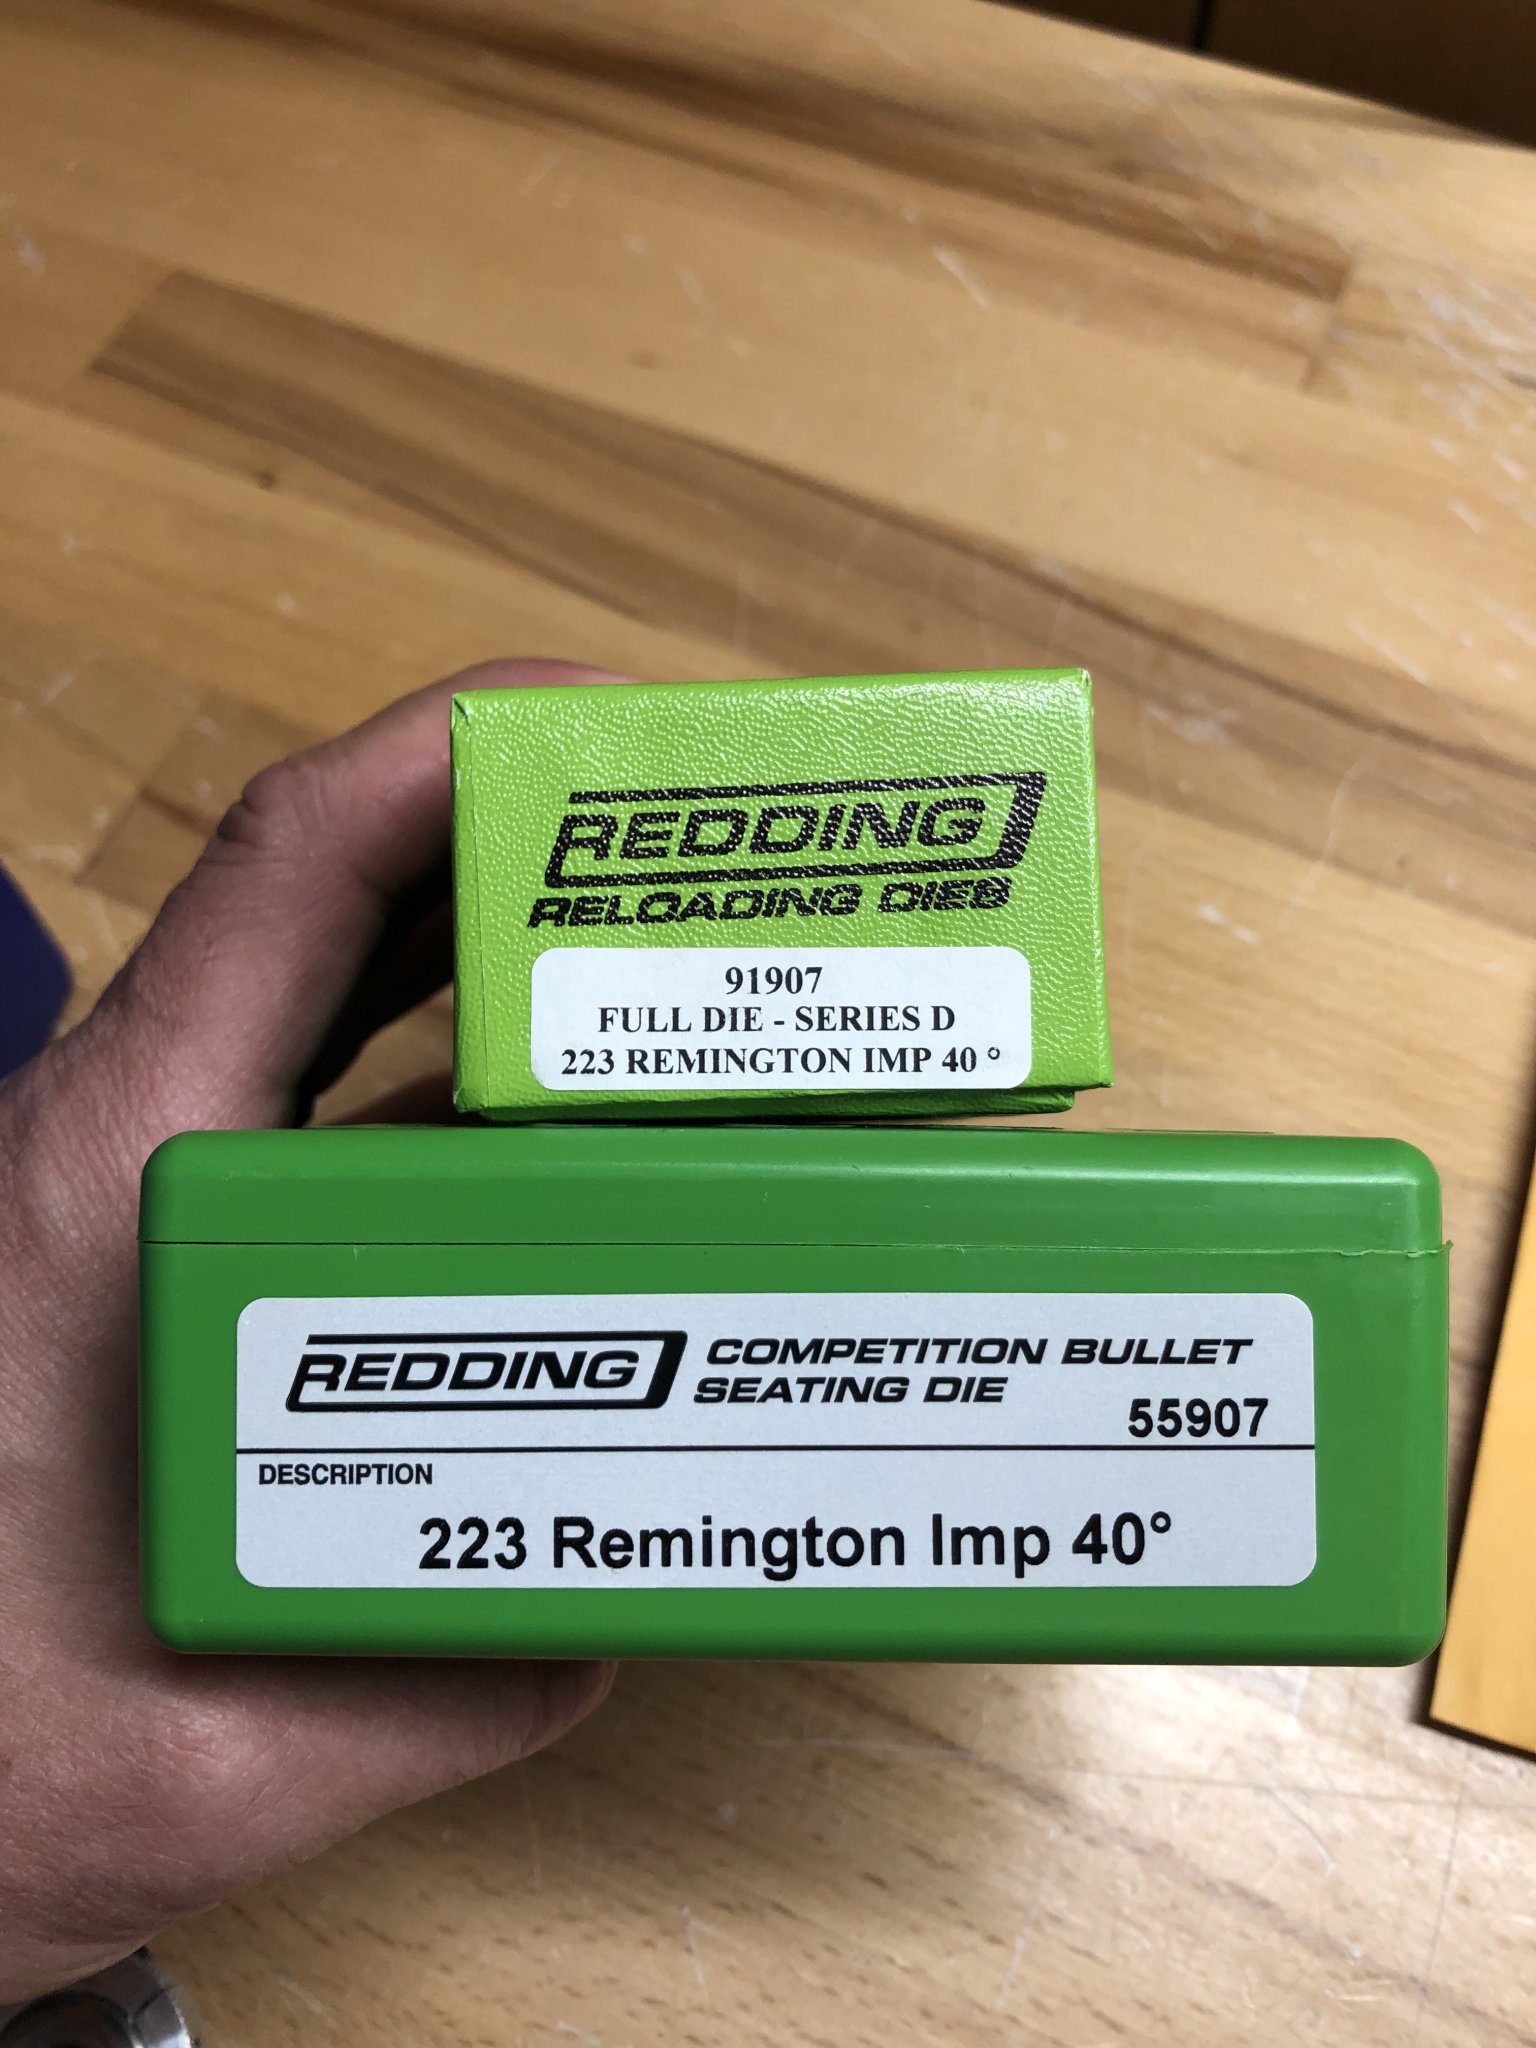 REDDING
RELOADING DIES
91907
FULL DIE - SERIES D
223 REMINGTON IMP 40 °
REDDING COMPETITION BULLET
SEATING DIE
55907
DESCRIPTION
223 Remington Imp 40°